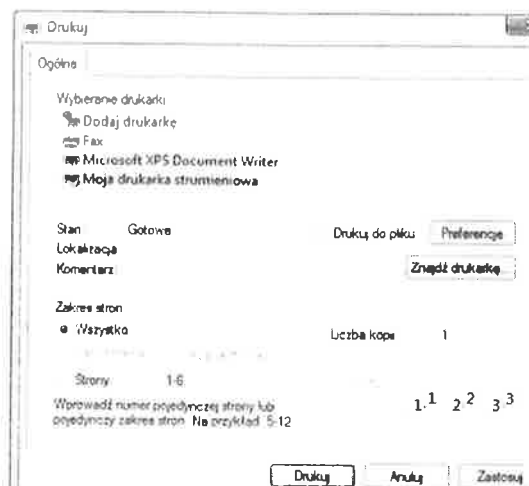 Drukuj
Ogólne
Wybieranie drukarki
Dodaj drukarkę
Fax
Microsoft XPS Document Writer
Moja drukarka strumieniowa
Stan Gotowe
Drukuj do pliku Preferencje
Lokalizacja
Komentarz
Znajdź drukarkę...
Zakres stron
Wszystko
Liczba kopii 1
Strony 1-6
Wprowadź numer pojedynczej strony lub
pojedynczy zakres stron. Na przykład 5-12
1.1 2 2 3 3
Drukuj Anuluj Zastosuj